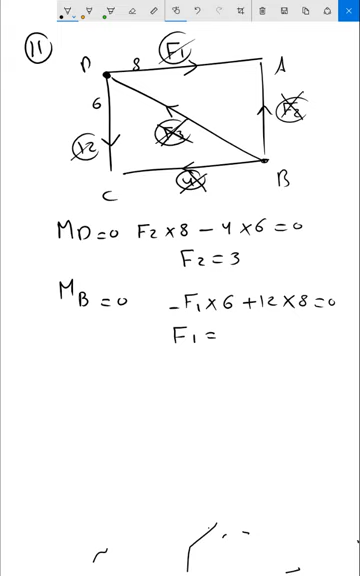 11
D 8 F1 A
6
12 F3 F2
C 4 B
MD=0 F2×8 - 4×6=0
F2=3
MB=0 -F1×6+12×8=0
F1=